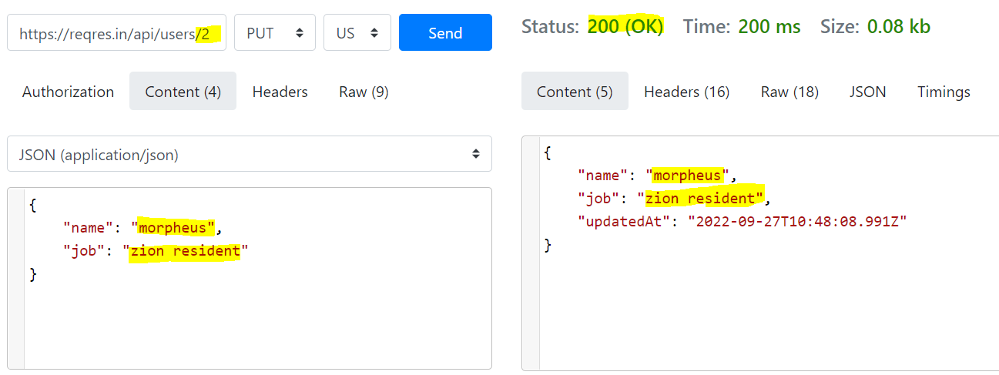 https://reqres.in/api/users/2 PUT US Send
Status: 200 (OK) Time: 200 ms Size: 0.08 kb
Authorization Content (4) Headers Raw (9)
Content (5) Headers (16) Raw (18) JSON Timings
JSON (application/json)
{
"name": "morpheus",
"job": "zion resident"
}
{
"name": "morpheus",
"job": "zion resident",
"updatedAt": "2022-09-27T10:48:08.991Z"
}